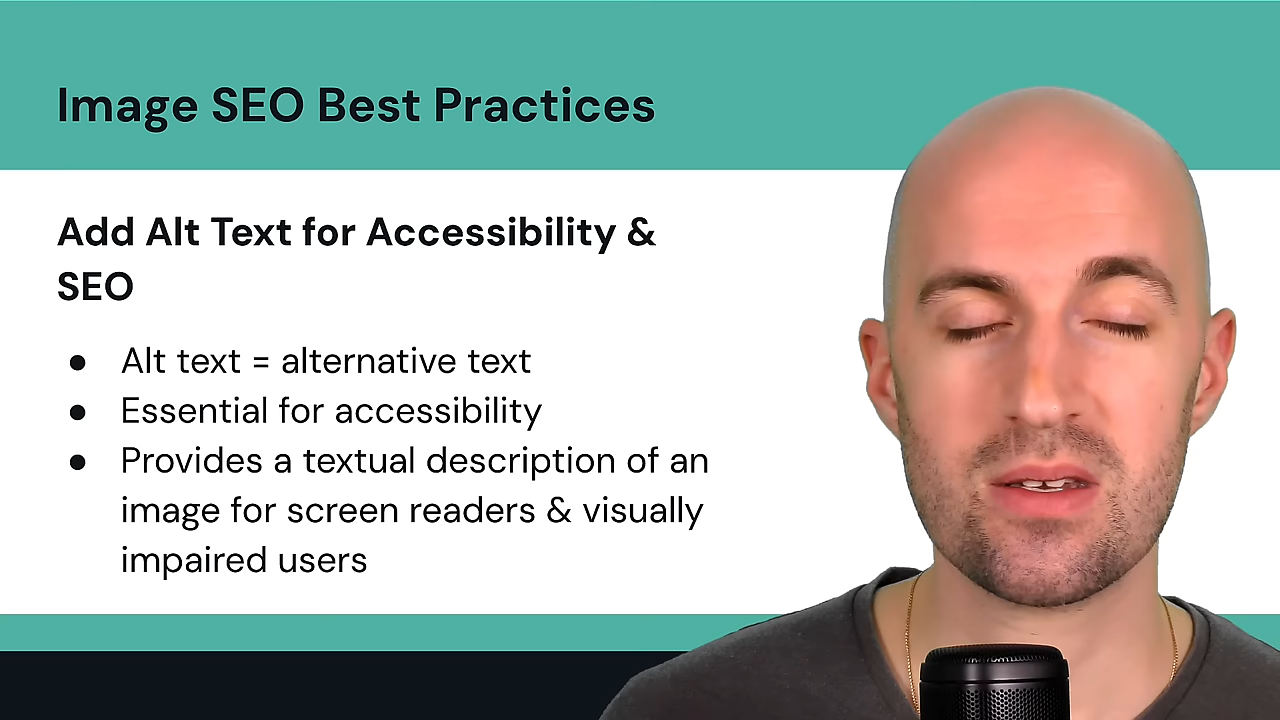 Image SEO Best Practices
Add Alt Text for Accessibility &
SEO
● Alt text = alternative text
● Essential for accessibility
● Provides a textual description of an
image for screen readers & visually
impaired users